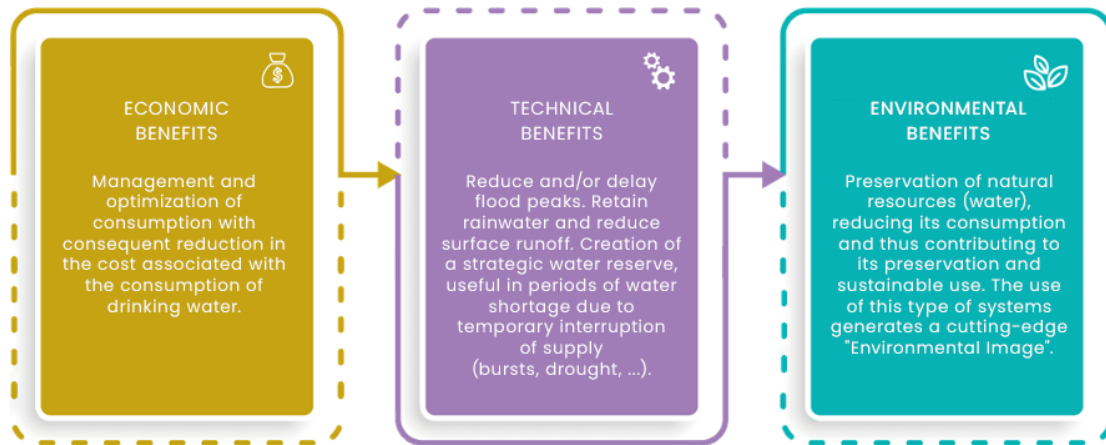 $
ECONOMIC
BENEFITS
Management and
optimization of
consumption with
consequent reduction in
the cost associated with
the consumption of
drinking water.
TECHNICAL
BENEFITS
Reduce and/or delay
flood peaks. Retain
rainwater and reduce
surface runoff. Creation of
a strategic water reserve,
useful in periods of water
shortage due to
temporary interruption
of supply
(bursts, drought, ...).
ENVIRONMENTAL
BENEFITS
Preservation of natural
resources (water),
reducing its consumption
and thus contributing to
its preservation and
sustainable use. The use
of this type of systems
generates a cutting-edge
"Environmental Image".